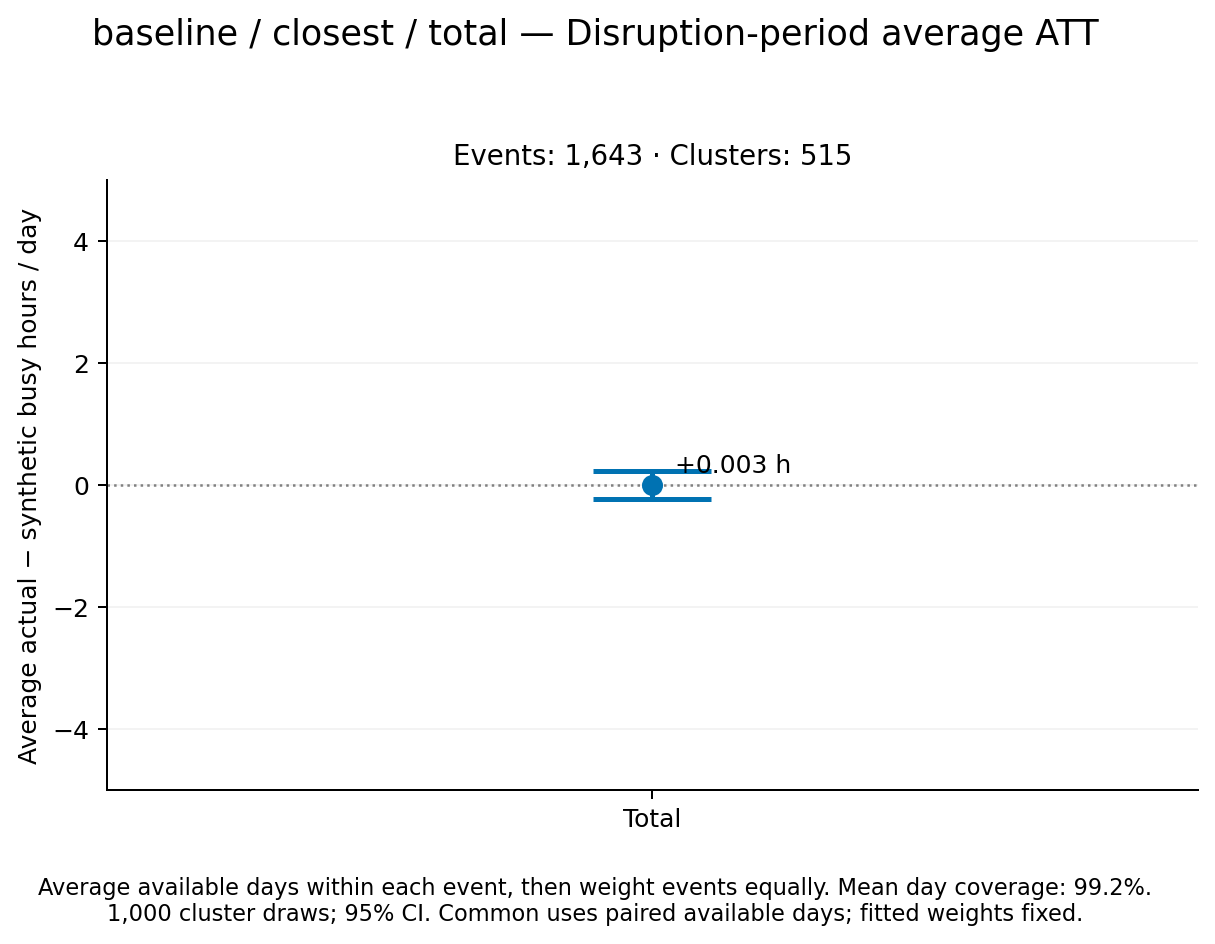 baseline / closest / total — Disruption-period average ATT
Events: 1,643 · Clusters: 515
Average actual − synthetic busy hours / day
4
2
0
−2
−4
+0.003 h
Total
Average available days within each event, then weight events equally. Mean day coverage: 99.2%.
1,000 cluster draws; 95% CI. Common uses paired available days; fitted weights fixed.